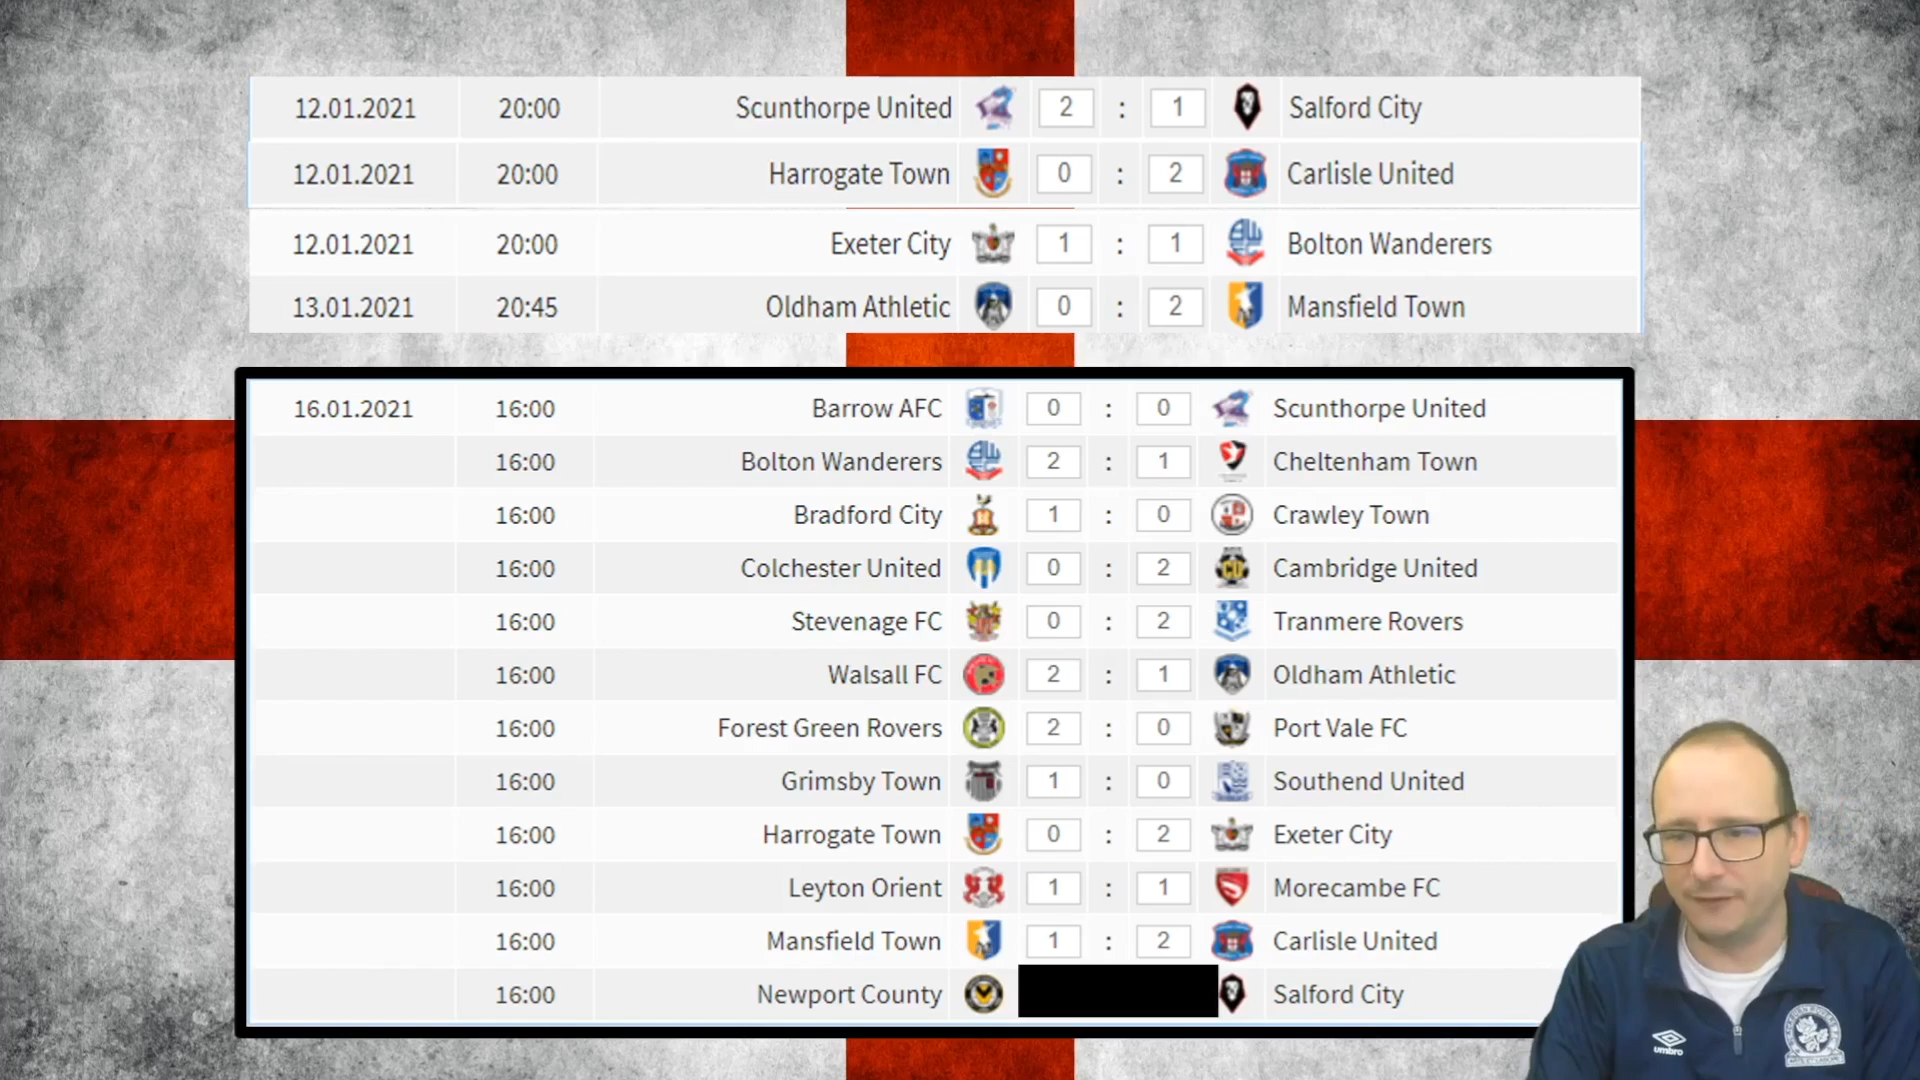 12.01.2021 20:00 Scunthorpe United 2 : 1 Salford City
12.01.2021 20:00 Harrogate Town 0 : 2 Carlisle United
12.01.2021 20:00 Exeter City 1 : 1 Bolton Wanderers
13.01.2021 20:45 Oldham Athletic 0 : 2 Mansfield Town
16.01.2021 16:00 Barrow AFC 0 : 0 Scunthorpe United
16:00 Bolton Wanderers 2 : 1 Cheltenham Town
16:00 Bradford City 1 : 0 Crawley Town
16:00 Colchester United 0 : 2 Cambridge United
16:00 Stevenage FC 0 : 2 Tranmere Rovers
16:00 Walsall FC 2 : 1 Oldham Athletic
16:00 Forest Green Rovers 2 : 0 Port Vale FC
16:00 Grimsby Town 1 : 0 Southend United
16:00 Harrogate Town 0 : 2 Exeter City
16:00 Leyton Orient 1 : 1 Morecambe FC
16:00 Mansfield Town 1 : 2 Carlisle United
16:00 Newport County Salford City
umbro